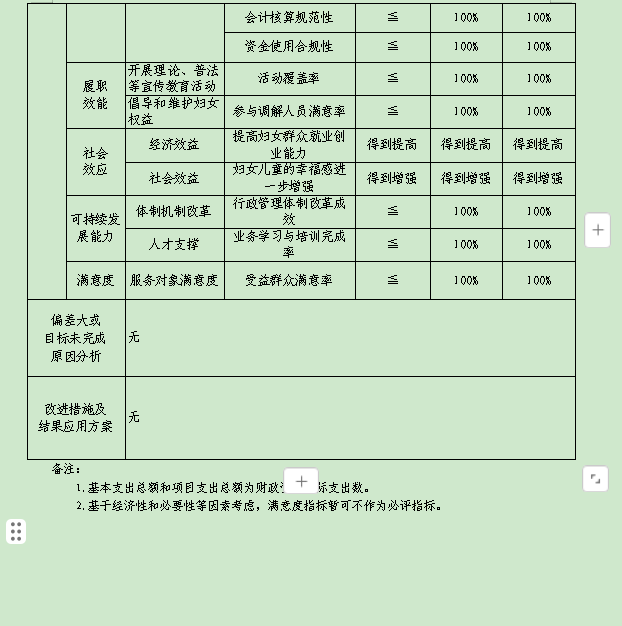 会计核算规范性 ≦ 100% 100%
资金使用合规性 ≦ 100% 100%
履职
效能
开展理论、普法
等宣传教育活动
活动覆盖率 ≦ 100% 100%
倡导和维护妇女
权益
参与调解人员满意率 ≦ 100% 100%
社会
效应
经济效益
提高妇女群众就业创
业能力
得到提高 得到提高 得到提高
社会效益
妇女儿童的幸福感进
一步增强
得到增强 得到增强 得到增强
可持续发
展能力
体制机制改革
行政管理体制改革成
效
≦ 100% 100%
人才支撑
业务学习与培训完成
率
≦ 100% 100%
满意度 服务对象满意度 受益群众满意率 ≦ 100% 100%
偏差大或
目标未完成
原因分析
无
改进措施及
结果应用方案
无
备注：
1.基本支出总额和项目支出总额为财政 标支出数。
2.基于经济性和必要性等因素考虑，满意度指标暂可不作为必评指标。